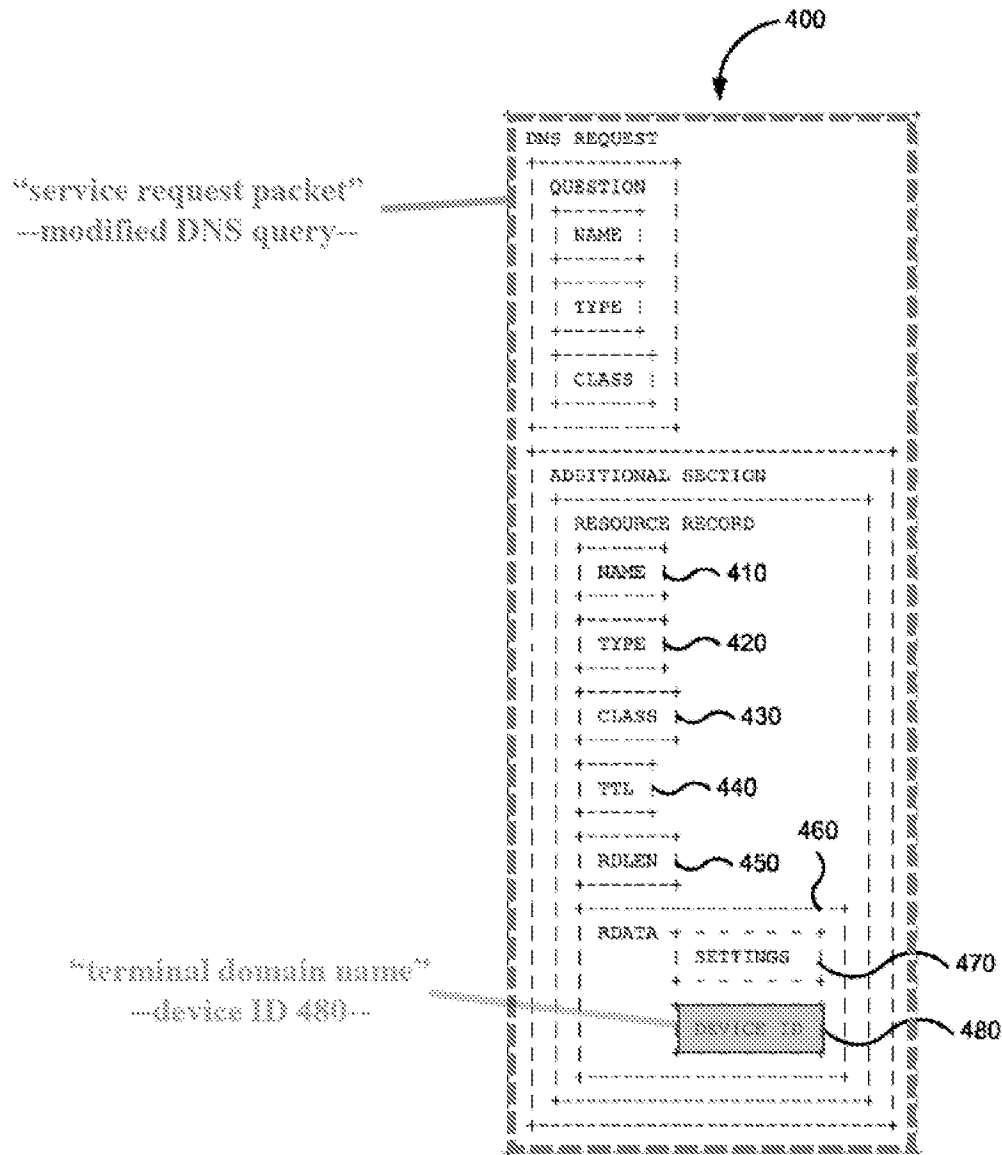 400
DNS REQUEST
QUESTION
NAME
TYPE
CLASS
“service request packet”
--modified DNS query--
ADDITIONAL SECTION
RESOURCE RECORD
NAME 410
TYPE 420
CLASS 430
TTL 440
RDLEN 450
460
RDATA
SETTINGS 470
DEVICE ID 480
“terminal domain name”
--device ID 480--